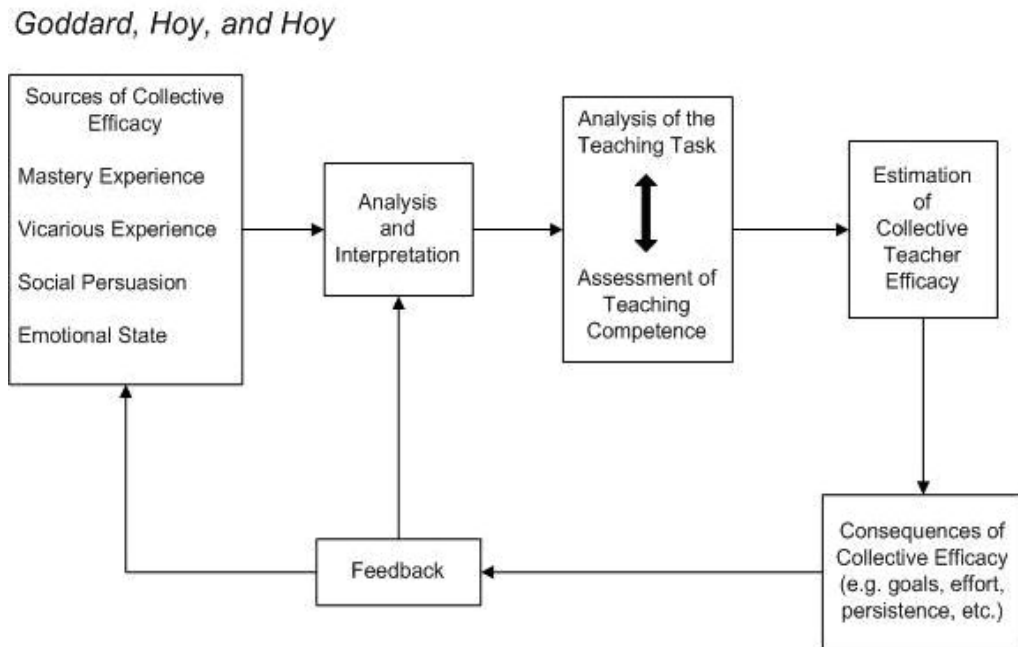 Goddard, Hoy, and Hoy
Sources of Collective
Efficacy
Mastery Experience
Vicarious Experience
Social Persuasion
Emotional State
Analysis
and
Interpretation
Analysis of the
Teaching Task
Assessment of
Teaching
Competence
Estimation
of
Collective
Teacher
Efficacy
Consequences of
Collective Efficacy
(e.g. goals, effort,
persistence, etc.)
Feedback